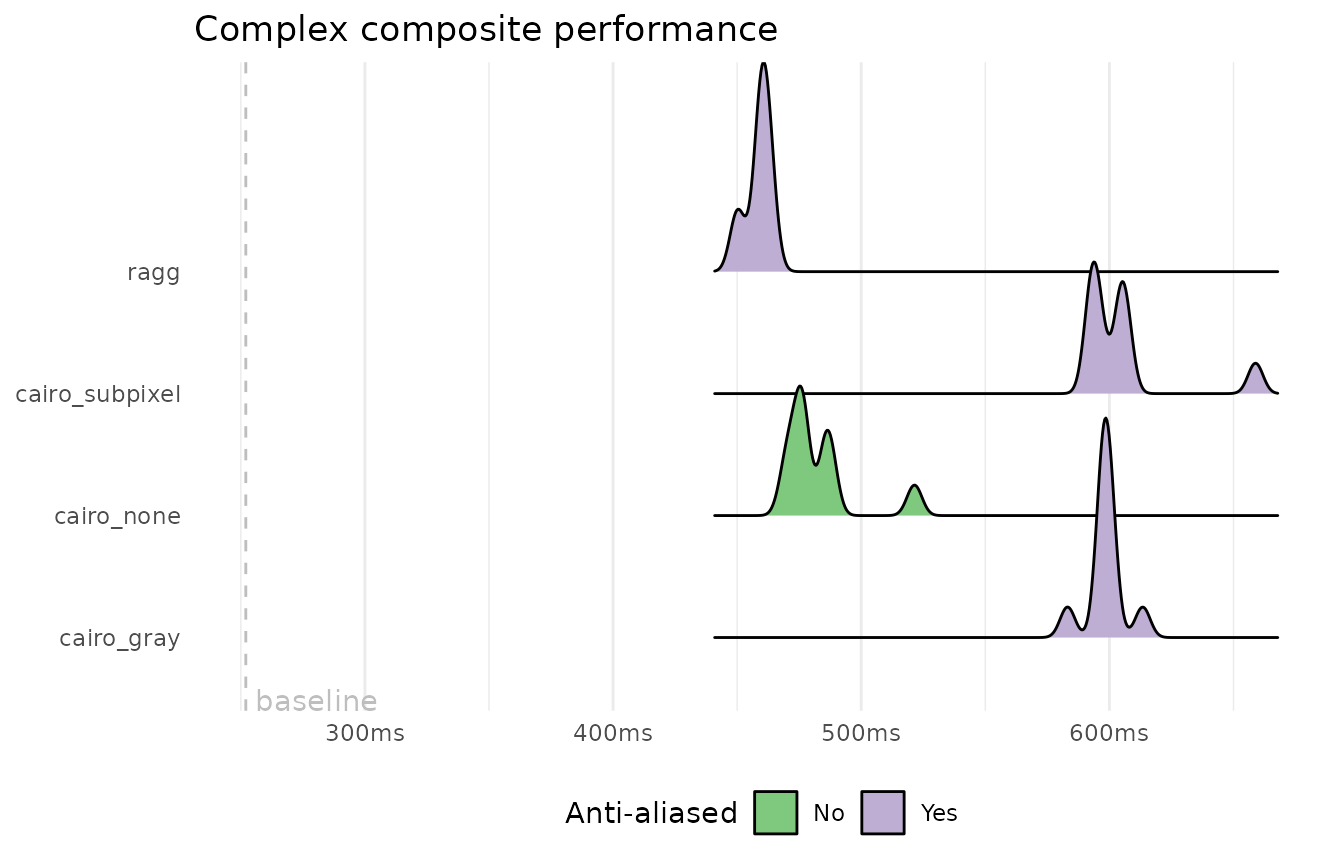 Complex composite performance
ragg
cairo_subpixel
cairo_none
cairo_gray
baseline
300ms 400ms 500ms 600ms
Anti-aliased No Yes